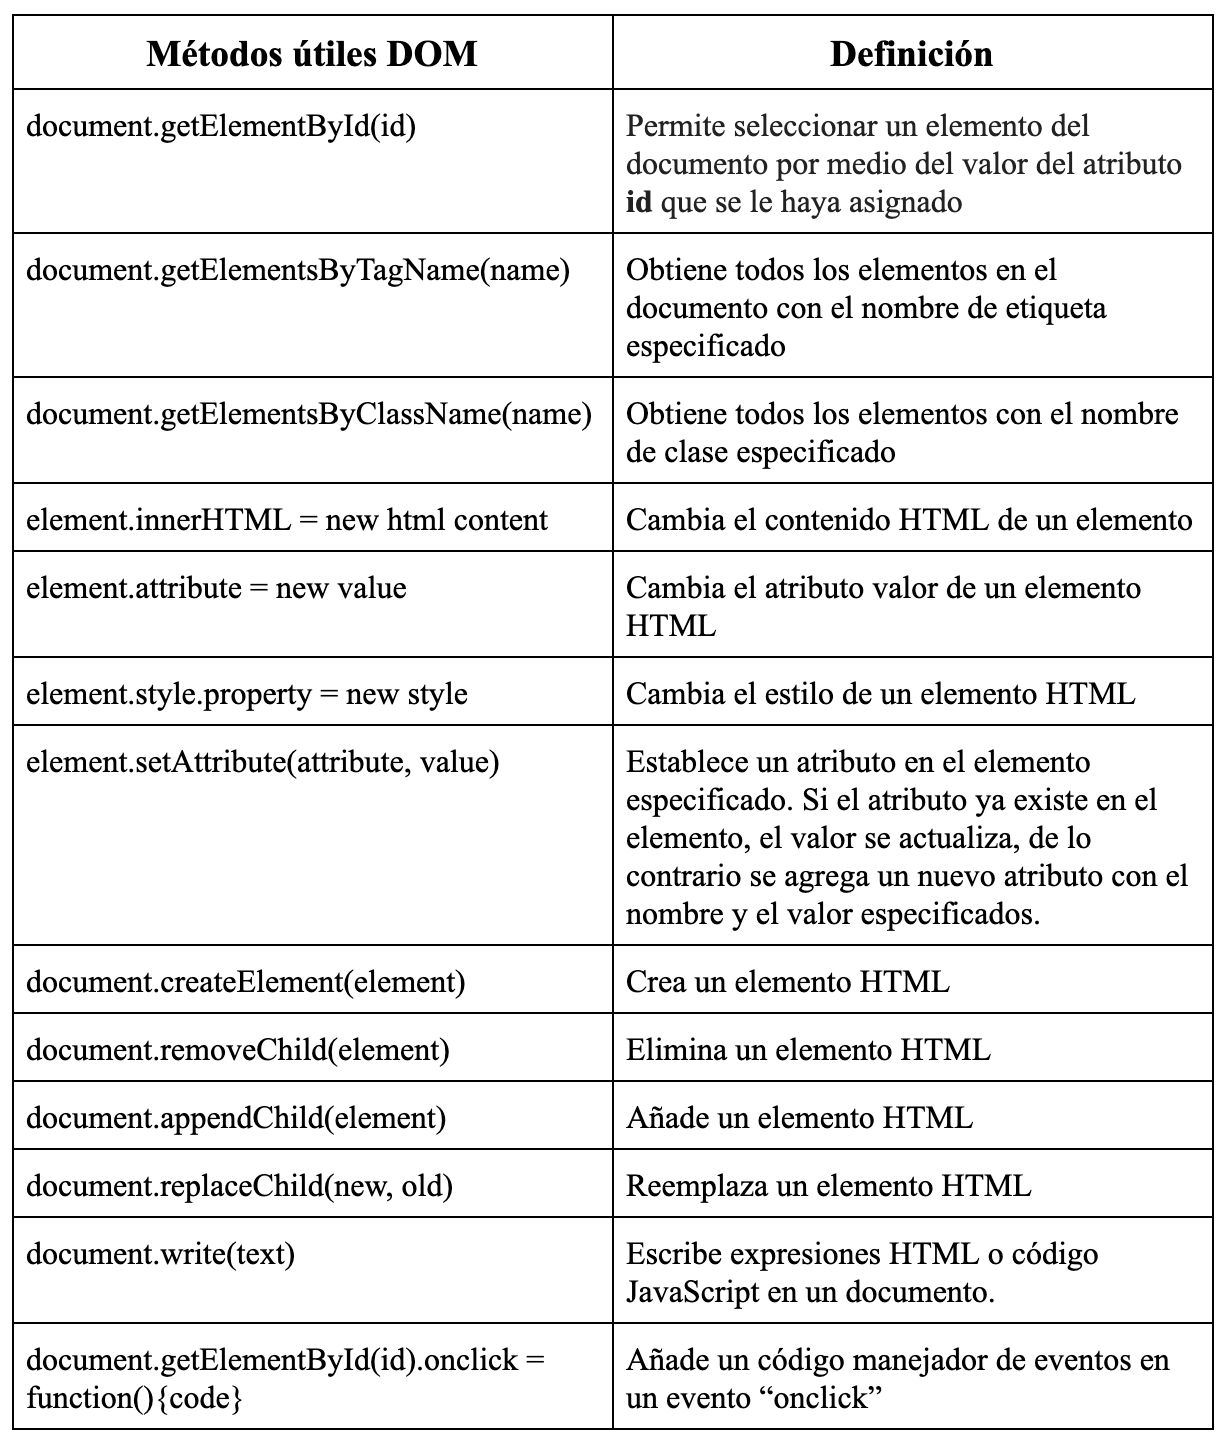 Métodos útiles DOM
Definición
document.getElementById(id)
Permite seleccionar un elemento del
documento por medio del valor del atributo
id que se le haya asignado
document.getElementsByTagName(name)
Obtiene todos los elementos en el
documento con el nombre de etiqueta
especificado
document.getElementsByClassName(name)
Obtiene todos los elementos con el nombre
de clase especificado
element.innerHTML = new html content
Cambia el contenido HTML de un elemento
element.attribute = new value
Cambia el atributo valor de un elemento
HTML
element.style.property = new style
Cambia el estilo de un elemento HTML
element.setAttribute(attribute, value)
Establece un atributo en el elemento
especificado. Si el atributo ya existe en el
elemento, el valor se actualiza, de lo
contrario se agrega un nuevo atributo con el
nombre y el valor especificados.
document.createElement(element)
Crea un elemento HTML
document.removeChild(element)
Elimina un elemento HTML
document.appendChild(element)
Añade un elemento HTML
document.replaceChild(new, old)
Reemplaza un elemento HTML
document.write(text)
Escribe expresiones HTML o código
JavaScript en un documento.
document.getElementById(id).onclick =
function(){code}
Añade un código manejador de eventos en
un evento “onclick”